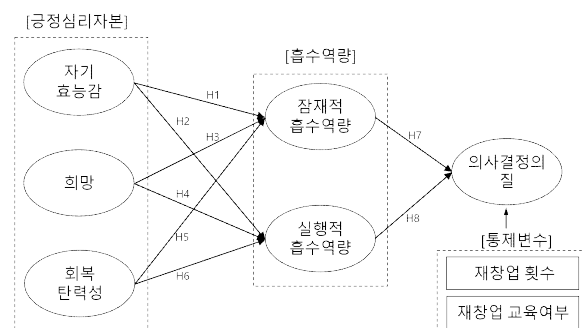 [긍정심리자본]
자기
효능감
희망
회복
탄력성
H1
H2
H3
H4
H5
H6
[흡수역량]
잠재적
흡수역량
실행적
흡수역량
H7
H8
의사결정의
질
[통제변수]
재창업 횟수
재창업 교육여부